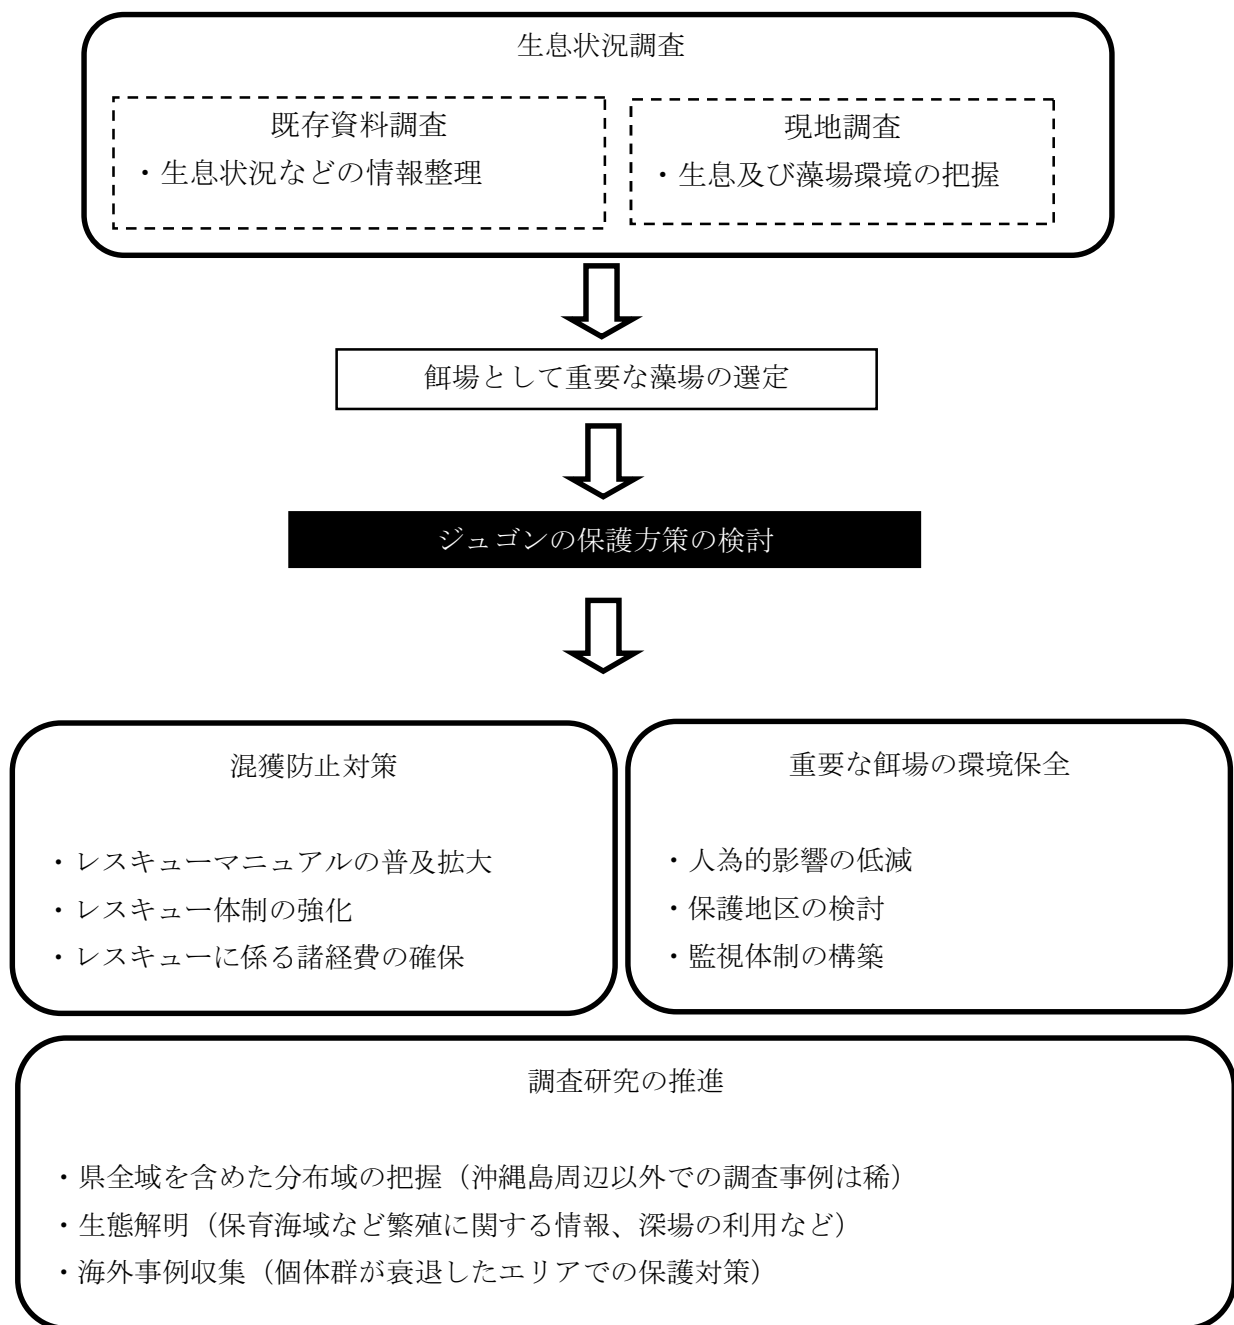 生息状況調査
既存資料調査
・生息状況などの情報整理
現地調査
・生息及び藻場環境の把握
餌場として重要な藻場の選定
ジュゴンの保護方策の検討
混獲防止対策
・レスキューマニュアルの普及拡大
・レスキュー体制の強化
・レスキューに係る諸経費の確保
重要な餌場の環境保全
・人為的影響の低減
・保護地区の検討
・監視体制の構築
調査研究の推進
・県全域を含めた分布域の把握（沖縄島周辺以外での調査事例は稀）
・生態解明（保育海域など繁殖に関する情報、深場の利用など）
・海外事例収集（個体群が衰退したエリアでの保護対策）